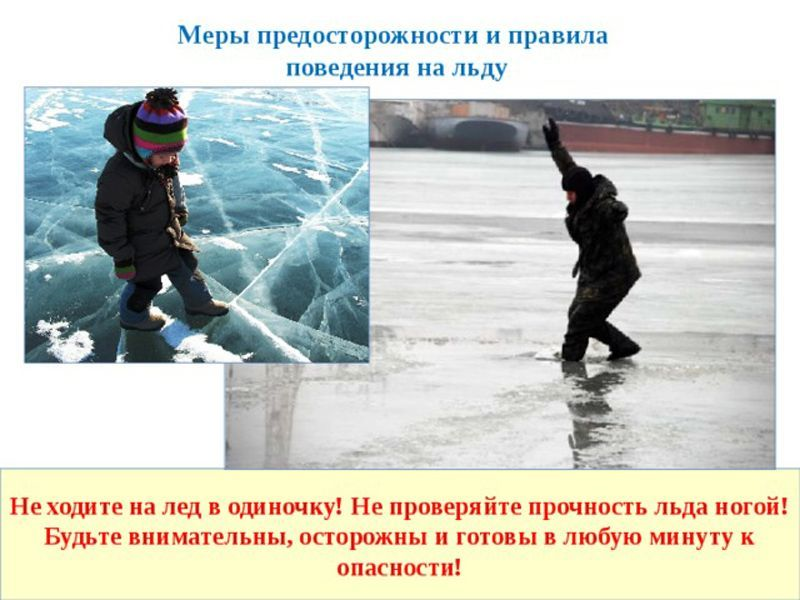 Меры предосторожности и правила
поведения на льду
Не ходите на лед в одиночку! Не проверяйте прочность льда ногой!
Будьте внимательны, осторожны и готовы в любую минуту к
опасности!